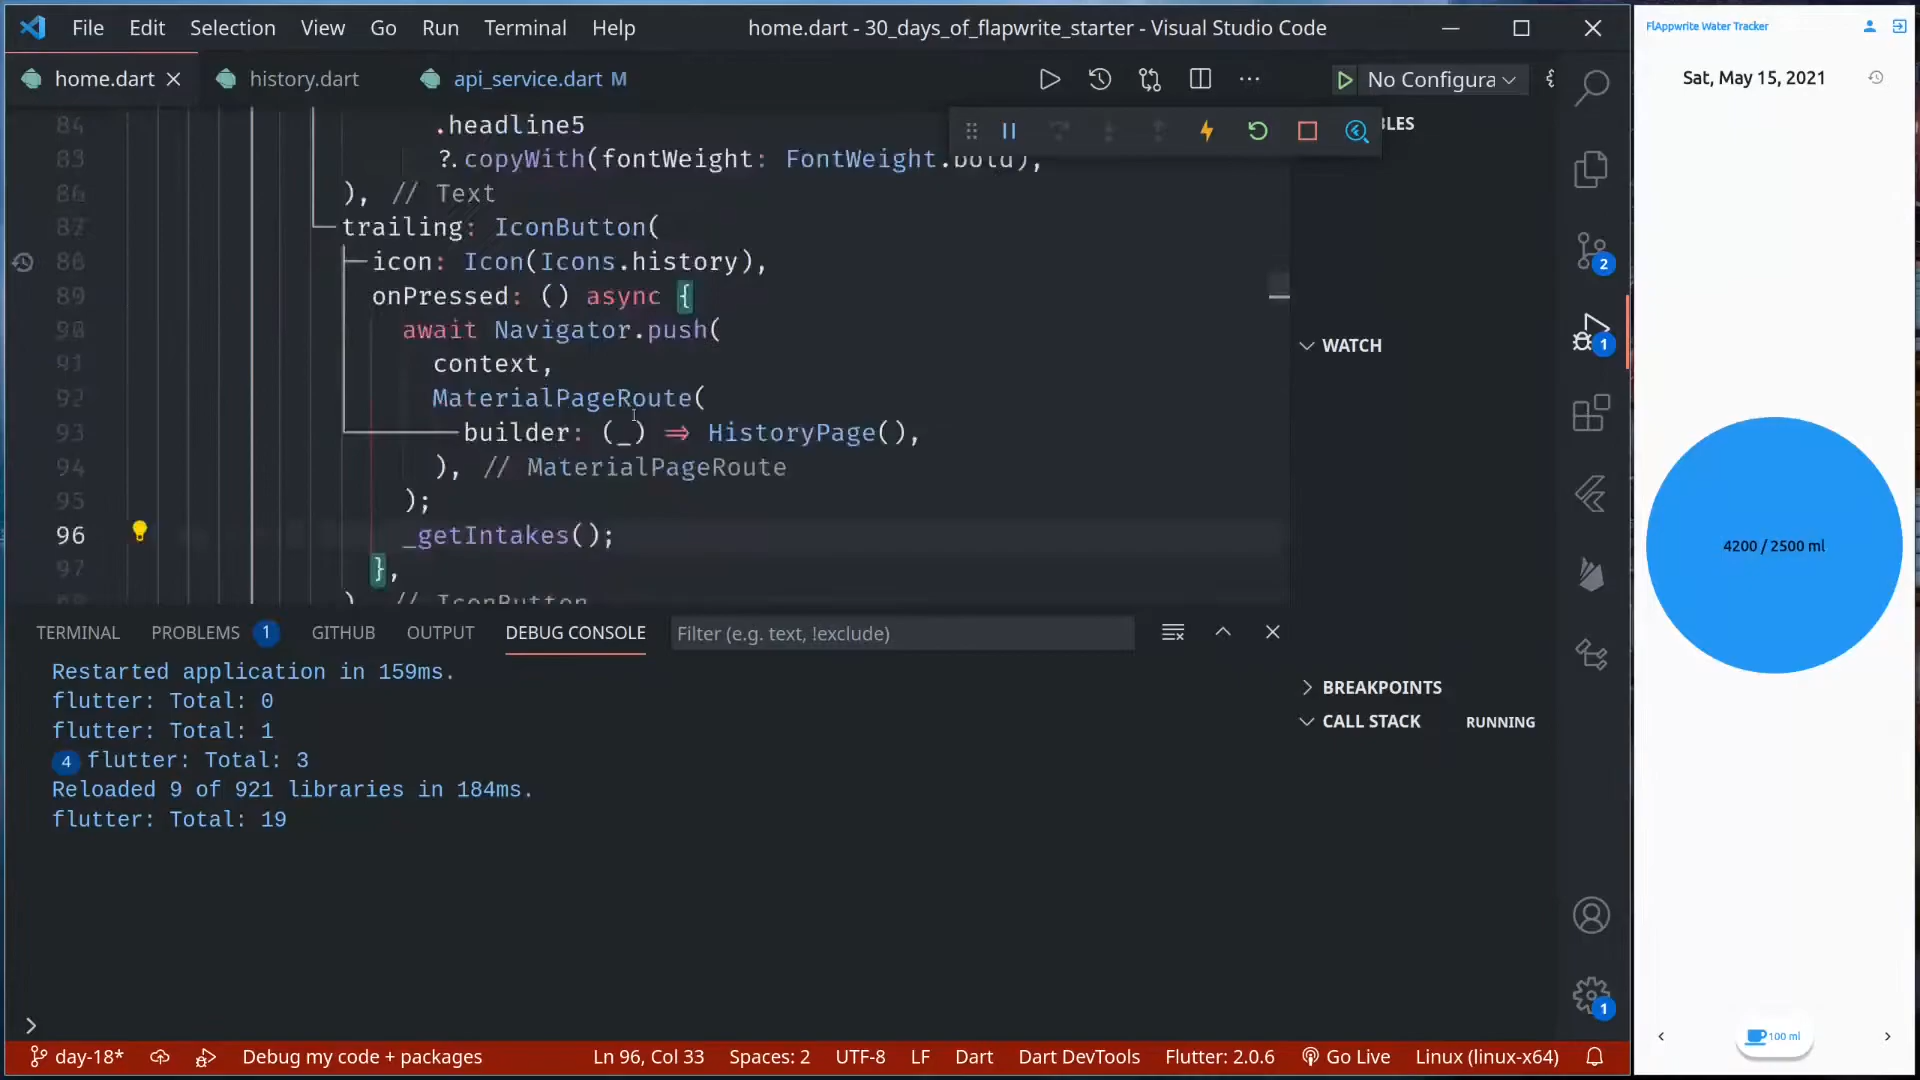 File Edit Selection View Go Run Terminal Help
home.dart - 30_days_of_flapwrite_starter - Visual Studio Code
home.dart
history.dart
api_service.dart M
No Configura
84 .headline5
?.copyWith(fontWeight: FontWeight.bold),
86 ), // Text
87 trailing: IconButton(
88 icon: Icon(Icons.history),
89 onPressed: () async {
90 await Navigator.push(
91 context,
92 MaterialPageRoute(
93 builder: (_) ⇒ HistoryPage(),
94 ), // MaterialPageRoute
95 );
96 _getIntakes();
97 },
) // IconButton
BLES
WATCH
BREAKPOINTS
CALL STACK RUNNING
2
1
1
TERMINAL PROBLEMS 1 GITHUB OUTPUT DEBUG CONSOLE
Filter (e.g. text, !exclude)
Restarted application in 159ms.
flutter: Total: 0
flutter: Total: 1
4 flutter: Total: 3
Reloaded 9 of 921 libraries in 184ms.
flutter: Total: 19
day-18*
Debug my code + packages
Ln 96, Col 33 Spaces: 2 UTF-8 LF Dart Dart DevTools Flutter: 2.0.6 Go Live Linux (linux-x64)
FlAppwrite Water Tracker
Sat, May 15, 2021
4200 / 2500 ml
100 ml